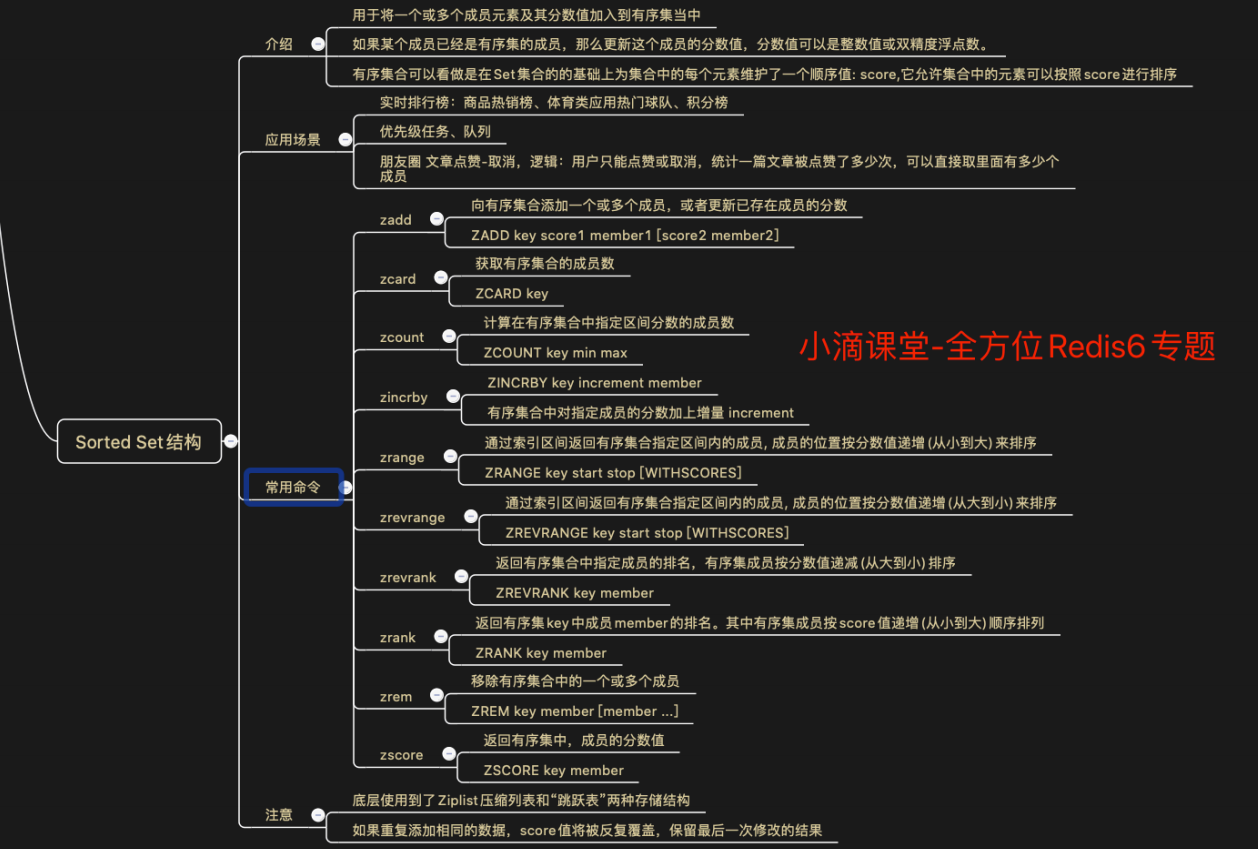 用于将一个或多个成员元素及其分数值加入到有序集当中
介绍
如果某个成员已经是有序集的成员，那么更新这个成员的分数值，分数值可以是整数值或双精度浮点数。
有序集合可以看做是在Set集合的的基础上为集合中的每个元素维护了一个顺序值: score,它允许集合中的元素可以按照score进行排序
实时排行榜：商品热销榜、体育类应用热门球队、积分榜
应用场景
优先级任务、队列
朋友圈 文章点赞-取消，逻辑：用户只能点赞或取消，统计一篇文章被点赞了多少次，可以直接取里面有多少个
成员
zadd
向有序集合添加一个或多个成员，或者更新已存在成员的分数
ZADD key score1 member1 [score2 member2]
zcard
获取有序集合的成员数
ZCARD key
zcount
计算在有序集合中指定区间分数的成员数
ZCOUNT key min max
小滴课堂-全方位Redis6专题
zincrby
ZINCRBY key increment member
有序集合中对指定成员的分数加上增量 increment
zrange
通过索引区间返回有序集合指定区间内的成员, 成员的位置按分数值递增(从小到大)来排序
ZRANGE key start stop [WITHSCORES]
Sorted Set结构
常用命令
zrevrange
通过索引区间返回有序集合指定区间内的成员, 成员的位置按分数值递增(从大到小)来排序
ZREVRANGE key start stop [WITHSCORES]
zrevrank
返回有序集合中指定成员的排名，有序集成员按分数值递减(从大到小)排序
ZREVRANK key member
zrank
返回有序集key中成员member的排名。其中有序集成员按score值递增(从小到大)顺序排列
ZRANK key member
zrem
移除有序集合中的一个或多个成员
ZREM key member [member ...]
zscore
返回有序集中，成员的分数值
ZSCORE key member
注意
底层使用到了Ziplist压缩列表和“跳跃表”两种存储结构
如果重复添加相同的数据，score值将被反复覆盖，保留最后一次修改的结果